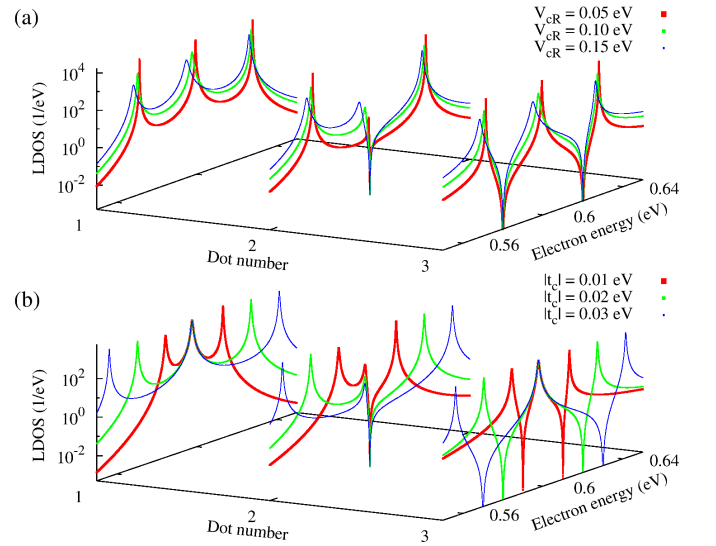 (a)
V_cR = 0.05 eV
V_cR = 0.10 eV
V_cR = 0.15 eV
LDOS (1/eV)
10^4
10^2
10^0
10^-2
1
2
3
Dot number
0.56
0.6
0.64
Electron energy (eV)
(b)
|t_c| = 0.01 eV
|t_c| = 0.02 eV
|t_c| = 0.03 eV
LDOS (1/eV)
10^2
10^0
10^-2
1
2
3
Dot number
0.56
0.6
0.64
Electron energy (eV)